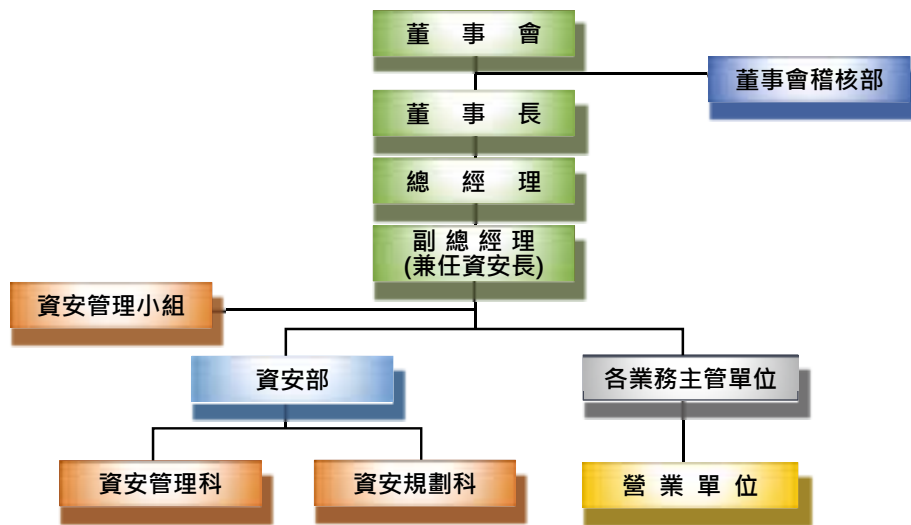 董事會
董事會稽核部
董事長
總經理
副總經理
(兼任資安長)
資安管理小組
資安部
各業務主管單位
資安管理科
資安規劃科
營業單位